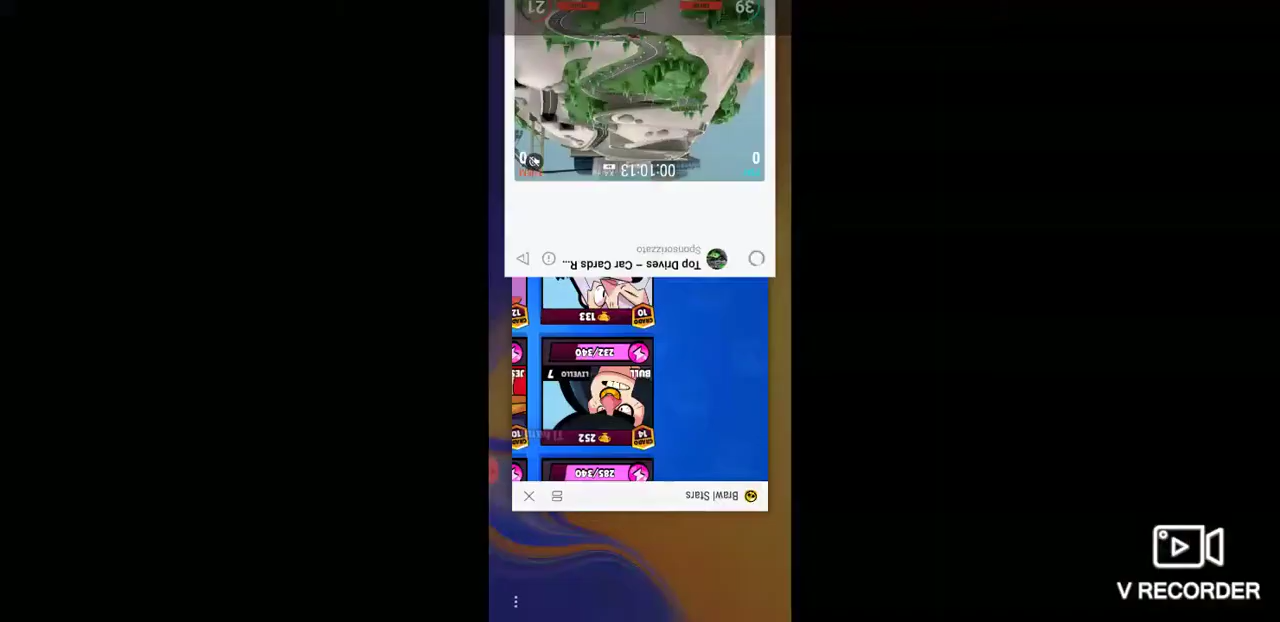 Brawl Stars
285/340
14 252
BULL LIVELLO 7
232/340
10 133
GRADO
Top Drives – Car Cards R...
Sponsorizzato
00:10:13
0 0
39 21
V RECORDER